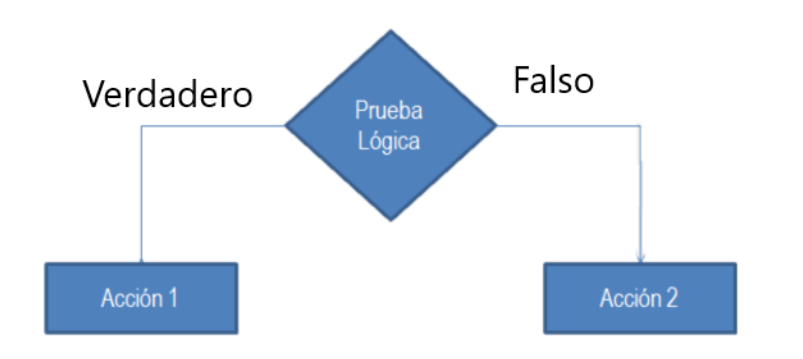 Verdadero
Falso
Prueba
Lógica
Acción 1
Acción 2